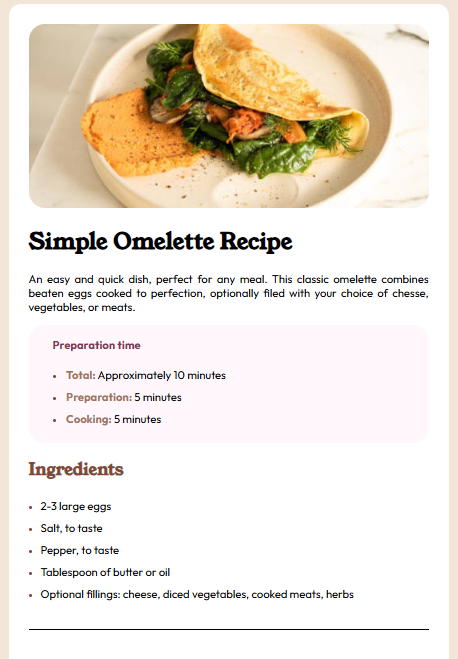 Simple Omelette Recipe
An easy and quick dish, perfect for any meal. This classic omelette combines
beaten eggs cooked to perfection, optionally filed with your choice of chesse,
vegetables, or meats.
Preparation time
Total: Approximately 10 minutes
Preparation: 5 minutes
Cooking: 5 minutes
Ingredients
2-3 large eggs
Salt, to taste
Pepper, to taste
Tablespoon of butter or oil
Optional fillings: cheese, diced vegetables, cooked meats, herbs